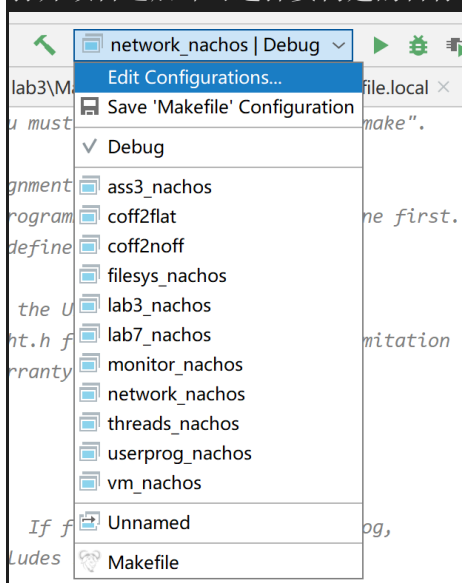 network_nachos | Debug
lab3\Ma
file.local
Edit Configurations...
Save 'Makefile' Configuration
u must
make".
Debug
gnment
ass3_nachos
rogram
coff2flat
ne first.
define
coff2noff
filesys_nachos
the U
lab3_nachos
ht.h f
lab7_nachos
mitation
rranty
monitor_nachos
network_nachos
threads_nachos
userprog_nachos
vm_nachos
If f
Unnamed
og,
ludes
Makefile